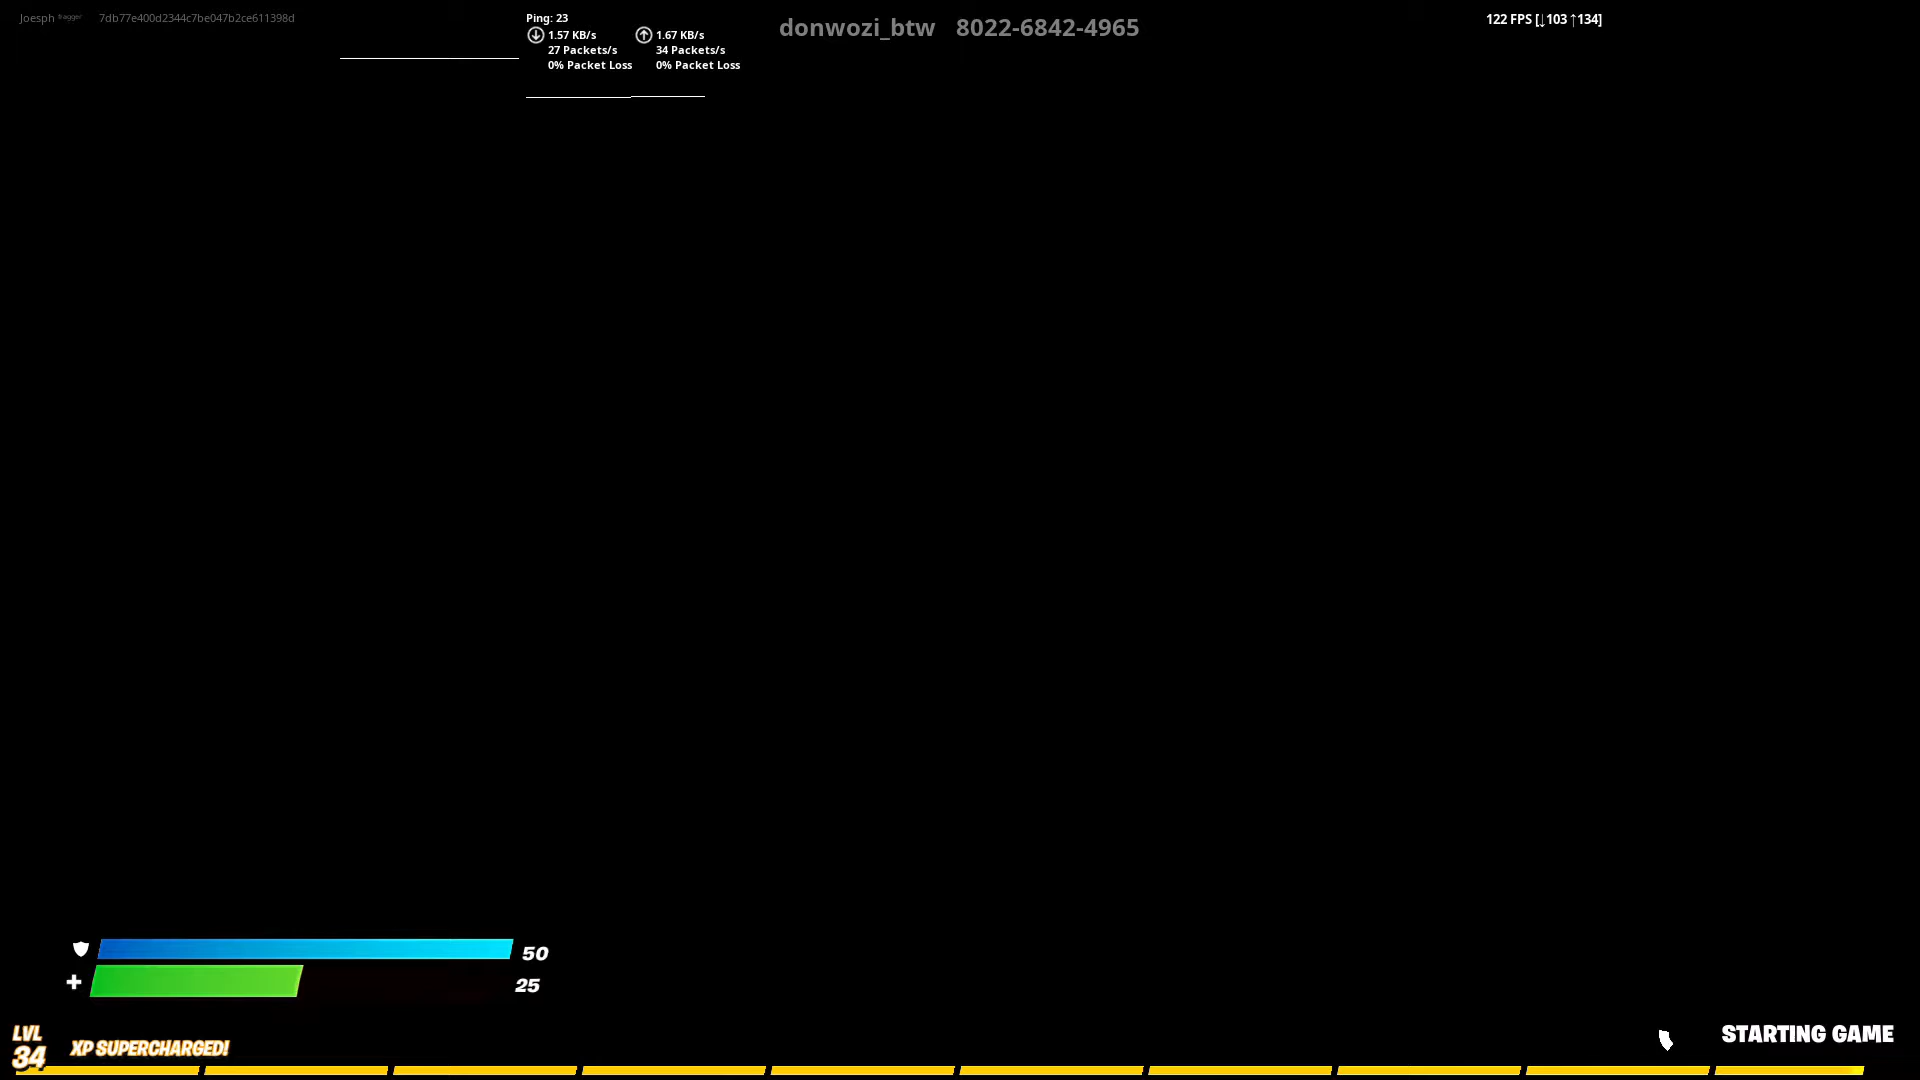 Joesph Tragger 7db77e400d2344c7be047b2ce611398d
Ping: 23
1.57 KB/s 1.67 KB/s
27 Packets/s 34 Packets/s
0% Packet Loss 0% Packet Loss
donwozi_btw 8022-6842-4965
122 FPS [↓103 ↑134]
50
25
LVL
34
XP SUPERCHARGED!
STARTING GAME